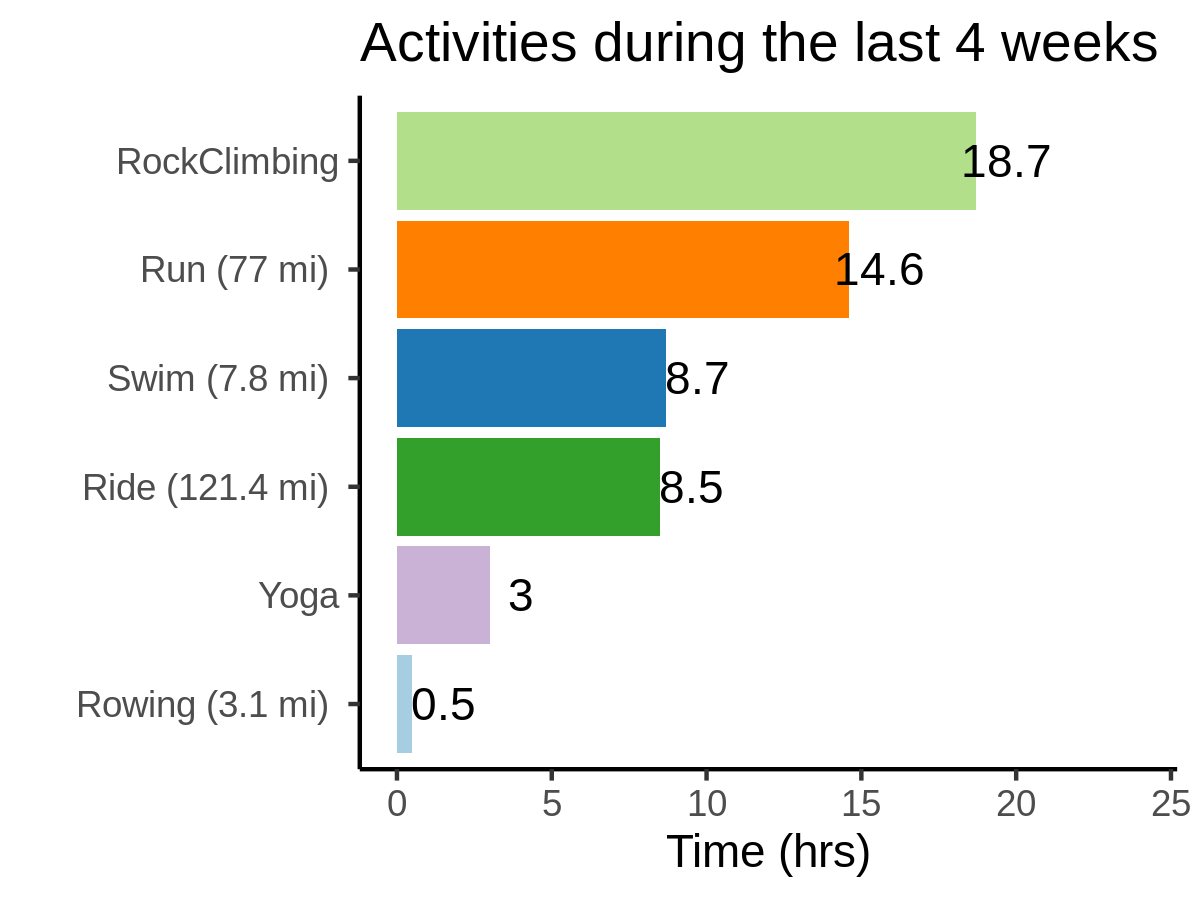 Activities during the last 4 weeks
RockClimbing 18.7
Run (77 mi) 14.6
Swim (7.8 mi) 8.7
Ride (121.4 mi) 8.5
Yoga 3
Rowing (3.1 mi) 0.5
0 5 10 15 20 25
Time (hrs)